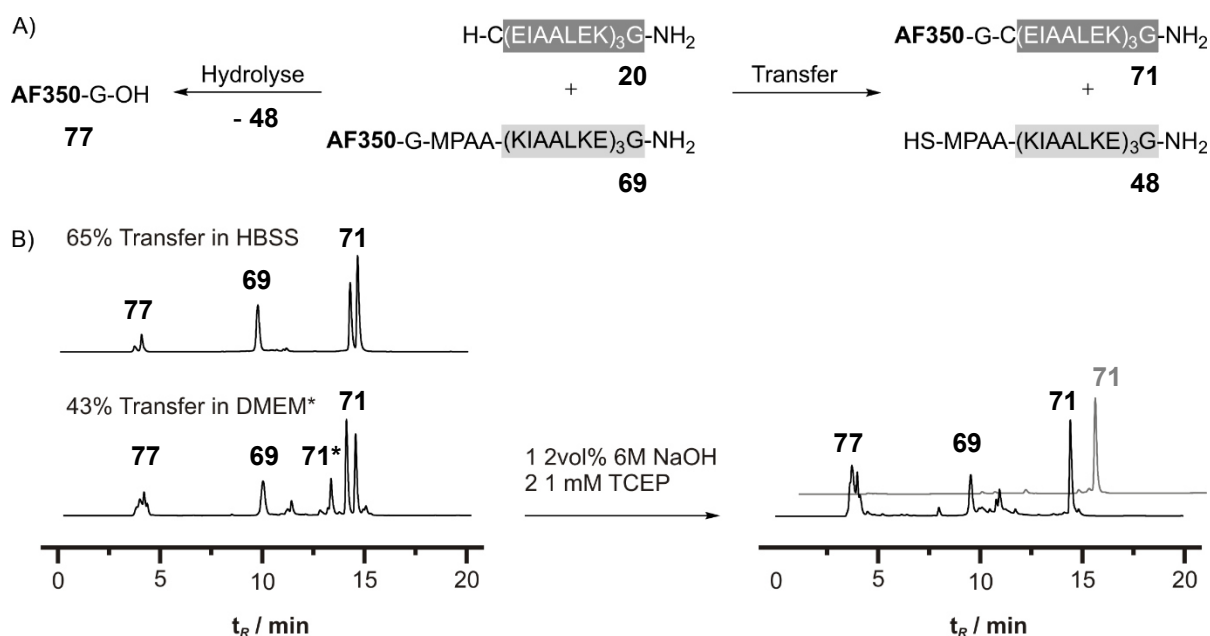 A)
H-C(EIAALEK)₃G-NH₂
20
AF350-G-C(EIAALEK)₃G-NH₂
71
Hydrolyse
- 48
AF350-G-OH
77
+
Transfer
+
AF350-G-MPAA-(KIAALKE)₃G-NH₂
69
HS-MPAA-(KIAALKE)₃G-NH₂
48
B)
65% Transfer in HBSS
77
69
71
43% Transfer in DMEM*
77
69
71*
71
1 2vol% 6M NaOH
2 1 mM TCEP
77
69
71
71
0 5 10 15 20
t_R / min
0 5 10 15 20
t_R / min